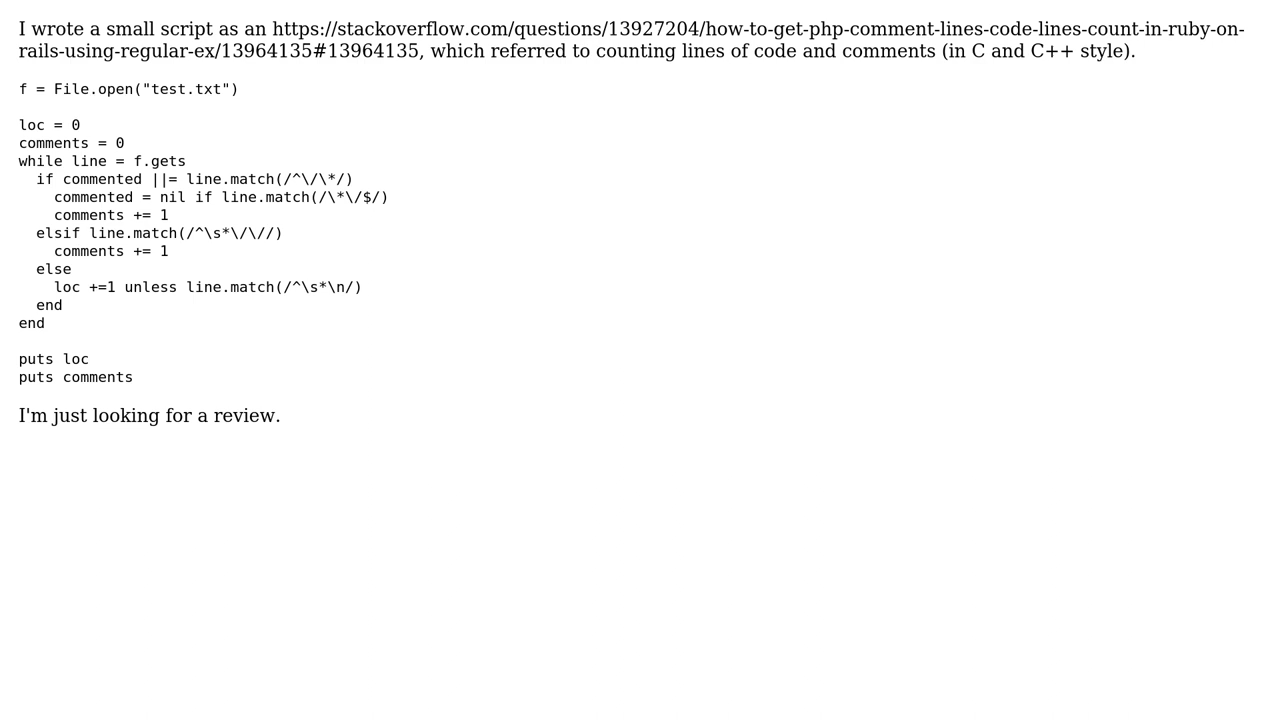 I wrote a small script as an https://stackoverflow.com/questions/13927204/how-to-get-php-comment-lines-code-lines-count-in-ruby-on-
rails-using-regular-ex/13964135#13964135, which referred to counting lines of code and comments (in C and C++ style).
f = File.open("test.txt")

loc = 0
comments = 0
while line = f.gets
  if commented ||= line.match(/^\/\*/)
    commented = nil if line.match(/\*\/$/)
    comments += 1
  elsif line.match(/^\s*\/\//)
    comments += 1
  else
    loc +=1 unless line.match(/^\s*\n/)
  end
end

puts loc
puts comments

I'm just looking for a review.